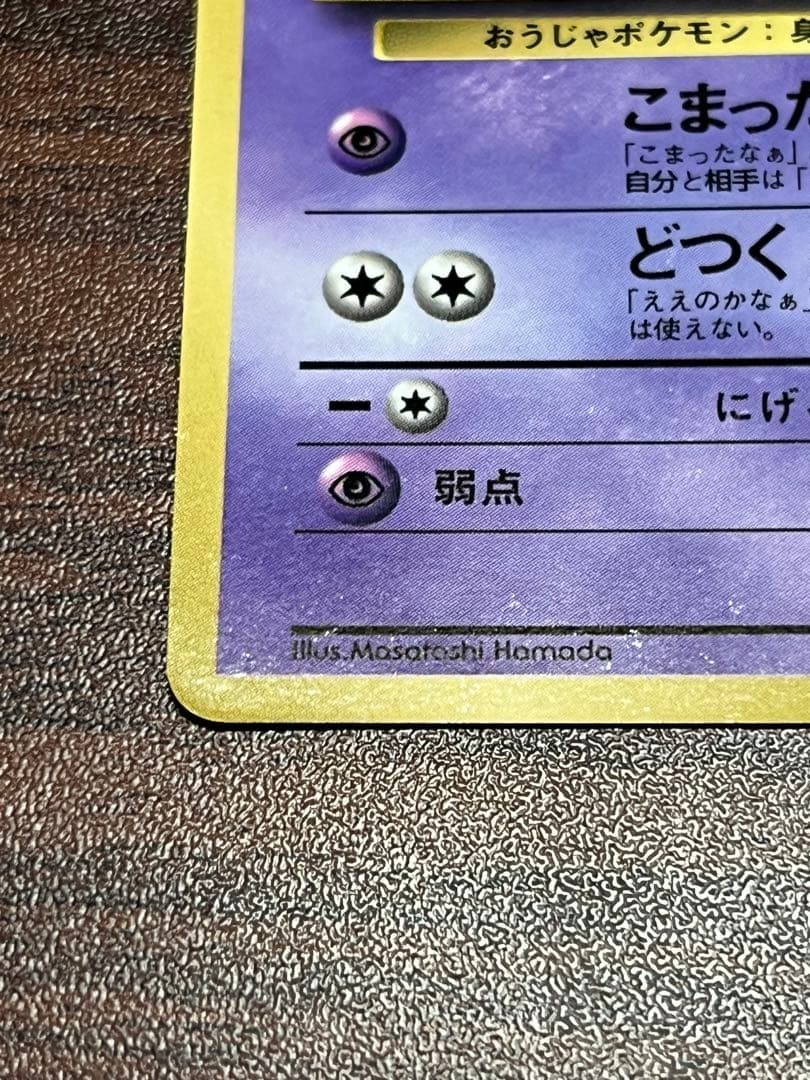 おうじゃポケモン：身
こまった
「こまったなぁ」
自分と相手は「
どつく
「ええのかなぁ」
は使えない。
にげ
弱点
Illus.Masatoshi Hamada